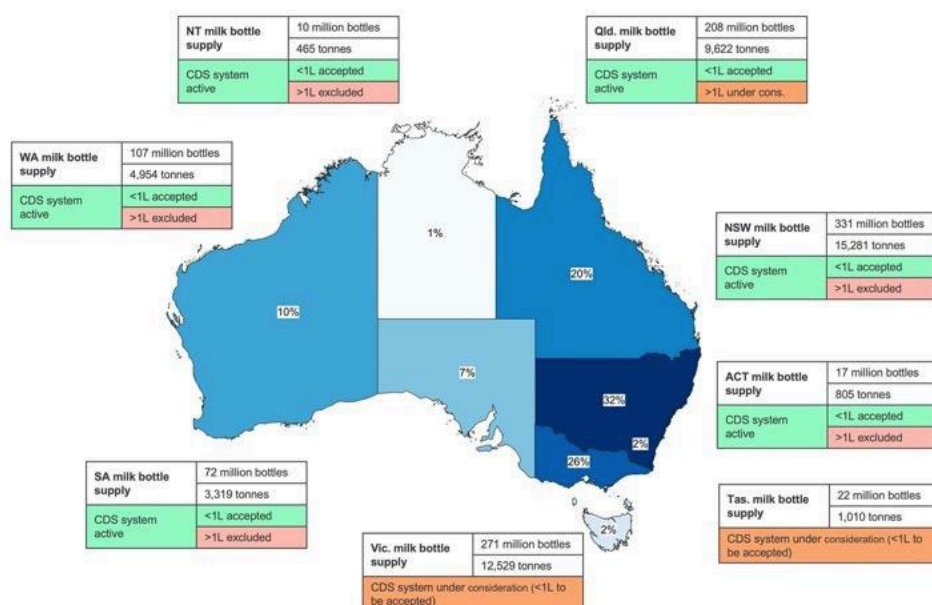 NT milk bottle supply
10 million bottles
465 tonnes
CDS system active
<1L accepted
>1L excluded
Qld. milk bottle supply
208 million bottles
9,622 tonnes
CDS system active
<1L accepted
>1L under cons.
WA milk bottle supply
107 million bottles
4,954 tonnes
CDS system active
<1L accepted
>1L excluded
NSW milk bottle supply
331 million bottles
15,281 tonnes
CDS system active
<1L accepted
>1L excluded
1%
20%
10%
7%
32%
2%
26%
2%
ACT milk bottle supply
17 million bottles
805 tonnes
CDS system active
<1L accepted
>1L excluded
SA milk bottle supply
72 million bottles
3,319 tonnes
CDS system active
<1L accepted
>1L excluded
Tas. milk bottle supply
22 million bottles
1,010 tonnes
CDS system under consideration (<1L to be accepted)
Vic. milk bottle supply
271 million bottles
12,529 tonnes
CDS system under consideration (<1L to be accepted)